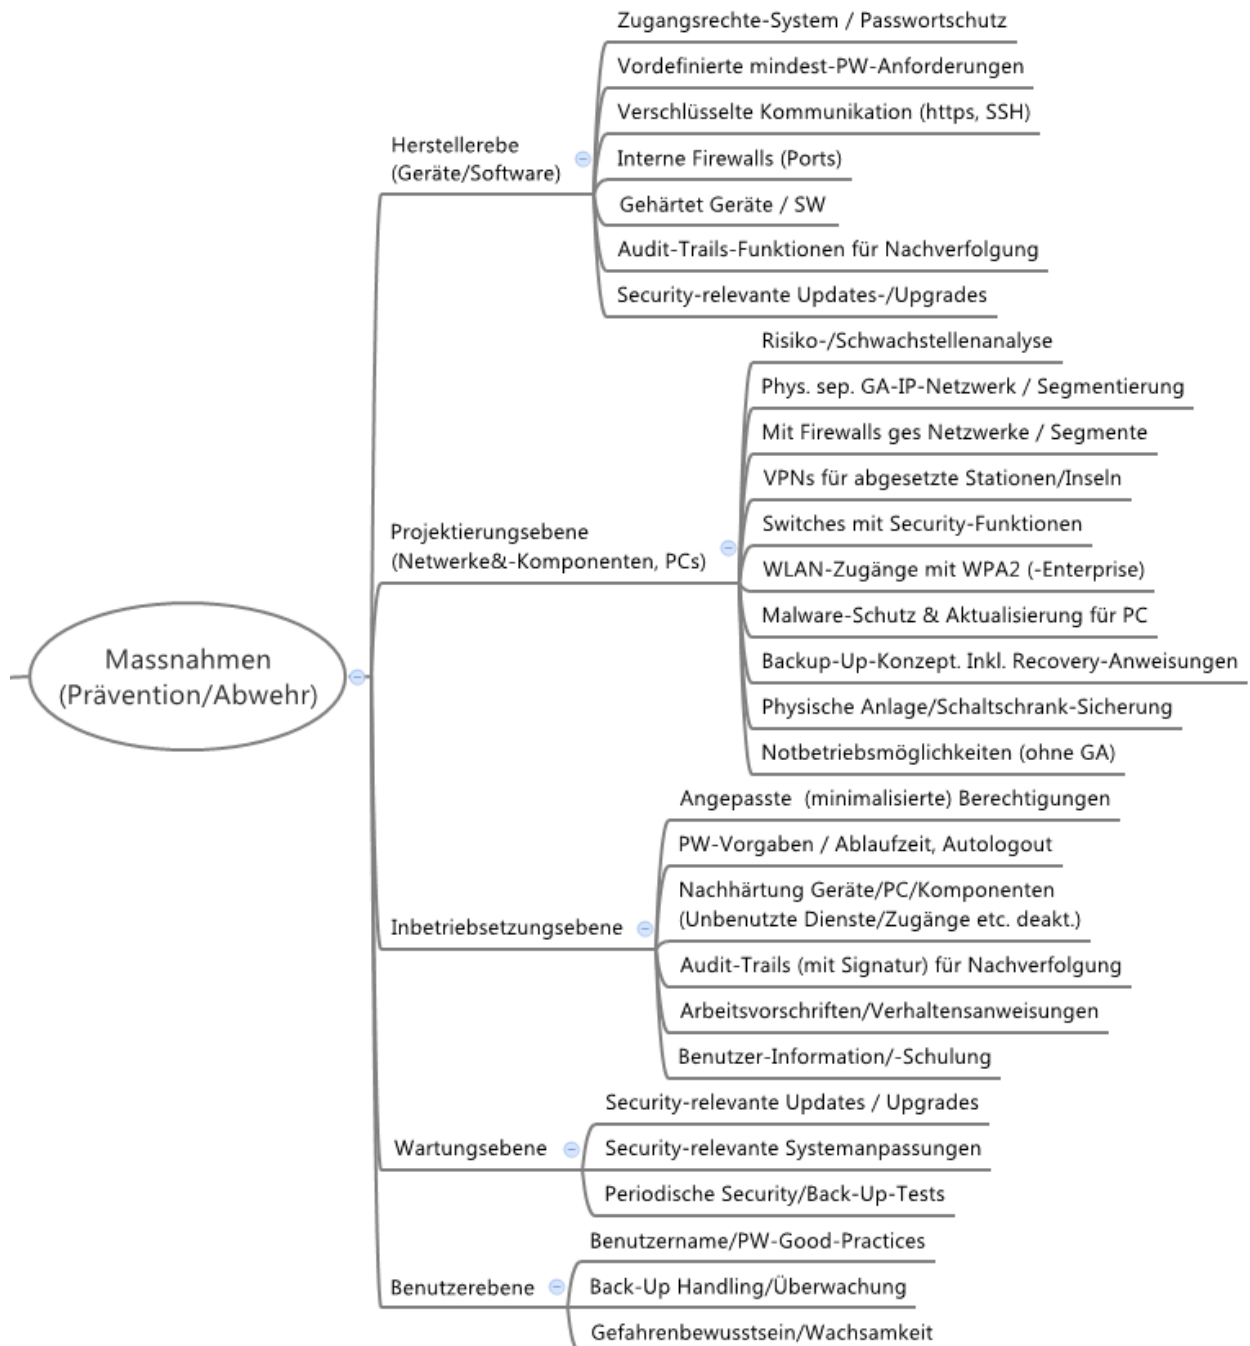 Massnahmen
(Prävention/Abwehr)
Herstellerebe
(Geräte/Software)
Zugangsrechte-System / Passwortschutz
Vordefinierte mindest-PW-Anforderungen
Verschlüsselte Kommunikation (https, SSH)
Interne Firewalls (Ports)
Gehärtet Geräte / SW
Audit-Trails-Funktionen für Nachverfolgung
Security-relevante Updates-/Upgrades
Projektierungsebene
(Netwerke&-Komponenten, PCs)
Risiko-/Schwachstellenanalyse
Phys. sep. GA-IP-Netzwerk / Segmentierung
Mit Firewalls ges Netzwerke / Segmente
VPNs für abgesetzte Stationen/Inseln
Switches mit Security-Funktionen
WLAN-Zugänge mit WPA2 (-Enterprise)
Malware-Schutz & Aktualisierung für PC
Backup-Up-Konzept. Inkl. Recovery-Anweisungen
Physische Anlage/Schaltschrank-Sicherung
Notbetriebsmöglichkeiten (ohne GA)
Inbetriebsetzungsebene
Angepasste  (minimalisierte) Berechtigungen
PW-Vorgaben / Ablaufzeit, Autologout
Nachhärtung Geräte/PC/Komponenten
(Unbenutzte Dienste/Zugänge etc. deakt.)
Audit-Trails (mit Signatur) für Nachverfolgung
Arbeitsvorschriften/Verhaltensanweisungen
Benutzer-Information/-Schulung
Wartungsebene
Security-relevante Updates / Upgrades
Security-relevante Systemanpassungen
Periodische Security/Back-Up-Tests
Benutzerebene
Benutzername/PW-Good-Practices
Back-Up Handling/Überwachung
Gefahrenbewusstsein/Wachsamkeit